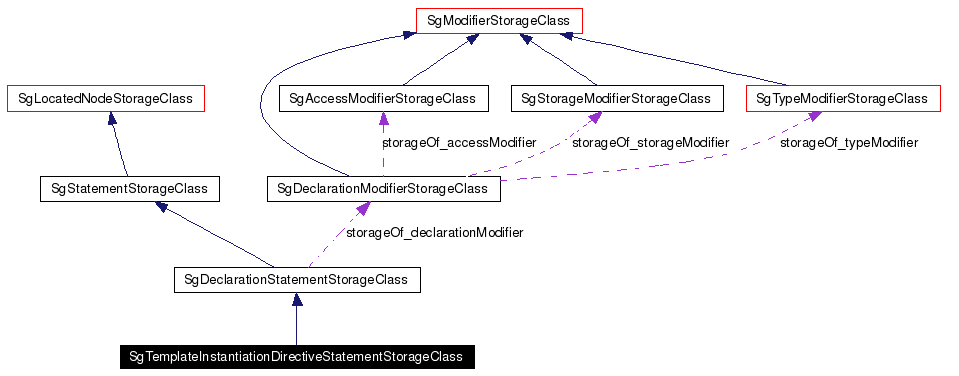 SgModifierStorageClass
SgLocatedNodeStorageClass
SgAccessModifierStorageClass
SgStorageModifierStorageClass
SgTypeModifierStorageClass
storageOf_accessModifier
storageOf_storageModifier
storageOf_typeModifier
SgStatementStorageClass
SgDeclarationModifierStorageClass
storageOf_declarationModifier
SgDeclarationStatementStorageClass
SgTemplateInstantiationDirectiveStatementStorageClass